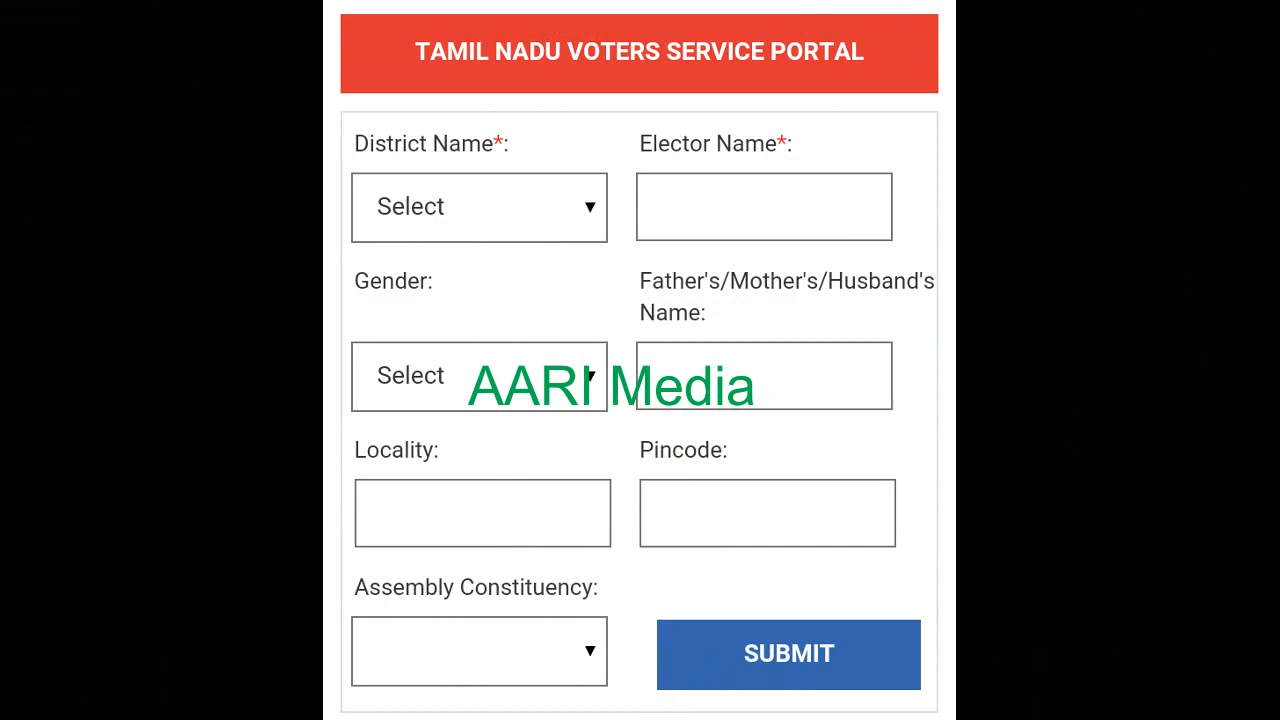 TAMIL NADU VOTERS SERVICE PORTAL
District Name*:
Elector Name*:
Select
Gender:
Father's/Mother's/Husband's
Name:
Select
AARI Media
Locality:
Pincode:
Assembly Constituency:
SUBMIT